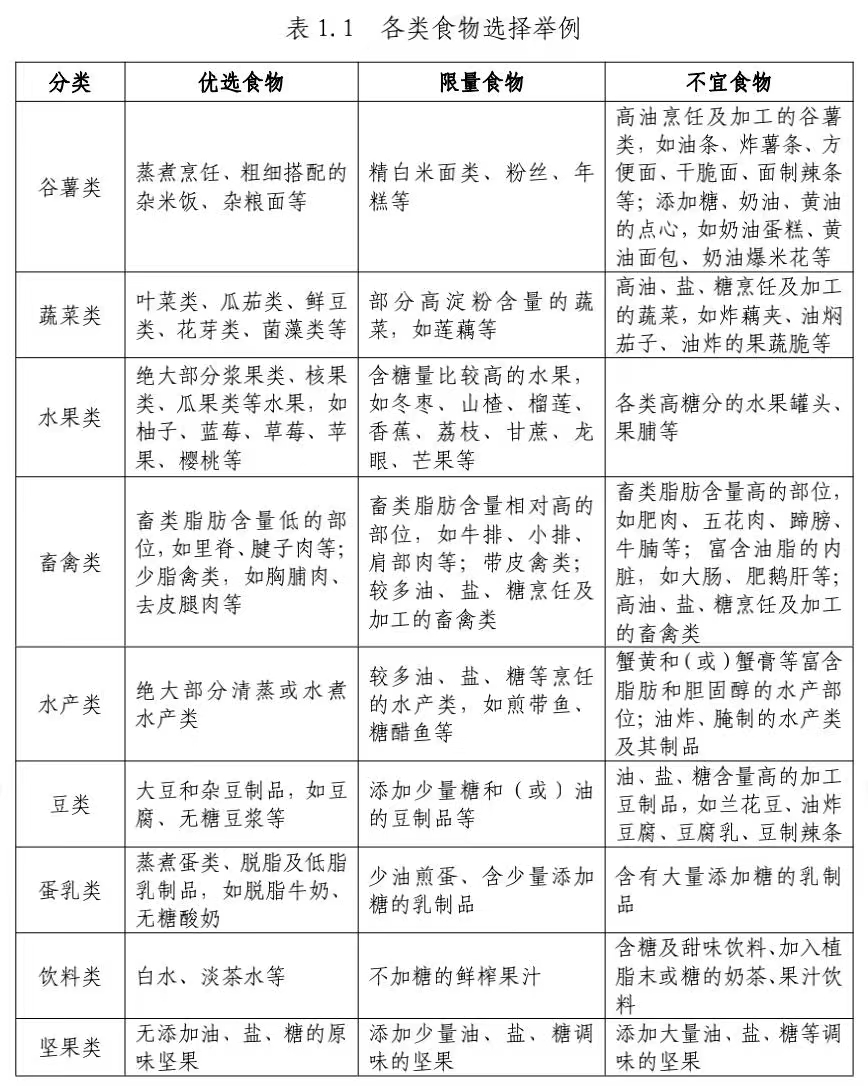 表 1.1 各类食物选择举例
分类
优选食物
限量食物
不宜食物
谷薯类
蒸煮烹饪、粗细搭配的
杂米饭、杂粮面等
精白米面类、粉丝、年
糕等
高油烹饪及加工的谷薯
类，如油条、炸薯条、方
便面、干脆面、面制辣条
等；添加糖、奶油、黄油
的点心，如奶油蛋糕、黄
油面包、奶油爆米花等
蔬菜类
叶菜类、瓜茄类、鲜豆
类、花芽类、菌藻类等
部分高淀粉含量的蔬
菜，如莲藕等
高油、盐、糖烹饪及加工
的蔬菜，如炸藕夹、油焖
茄子、油炸的果蔬脆等
水果类
绝大部分浆果类、核果
类、瓜果类等水果，如
柚子、蓝莓、草莓、苹
果、樱桃等
含糖量比较高的水果，
如冬枣、山楂、榴莲、
香蕉、荔枝、甘蔗、龙
眼、芒果等
各类高糖分的水果罐头、
果脯等
畜禽类
畜类脂肪含量低的部
位，如里脊、腱子肉等；
少脂禽类，如胸脯肉、
去皮腿肉等
畜类脂肪含量相对高的
部位，如牛排、小排、
肩部肉等；带皮禽类；
较多油、盐、糖烹饪及
加工的畜禽类
畜类脂肪含量高的部位，
如肥肉、五花肉、蹄膀、
牛腩等；富含油脂的内
脏，如大肠、肥鹅肝等；
高油、盐、糖烹饪及加工
的畜禽类
水产类
绝大部分清蒸或水煮
水产类
较多油、盐、糖等烹饪
的水产类，如煎带鱼、
糖醋鱼等
蟹黄和（或）蟹膏等富含
脂肪和胆固醇的水产部
位；油炸、腌制的水产类
及其制品
豆类
大豆和杂豆制品，如豆
腐、无糖豆浆等
添加少量糖和（或）油
的豆制品等
油、盐、糖含量高的加工
豆制品，如兰花豆、油炸
豆腐、豆腐乳、豆制辣条
蛋乳类
蒸煮蛋类、脱脂及低脂
乳制品，如脱脂牛奶、
无糖酸奶
少油煎蛋、含少量添加
糖的乳制品
含有大量添加糖的乳制
品
饮料类
白水、淡茶水等
不加糖的鲜榨果汁
含糖及甜味饮料、加入植
脂末或糖的奶茶、果汁饮
料
坚果类
无添加油、盐、糖的原
味坚果
添加少量油、盐、糖调
味的坚果
添加大量油、盐、糖等调
味的坚果